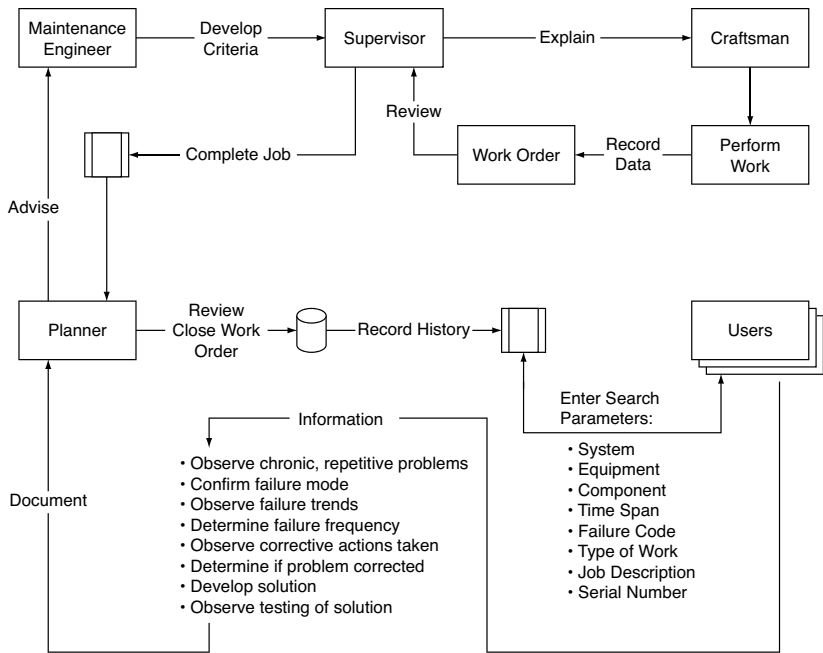 Maintenance
Engineer
Develop
Criteria
Supervisor
Explain
Craftsman
Review
Complete Job
Work Order
Record
Data
Perform
Work
Advise
Planner
Review
Close Work
Order
Record History
Users
Enter Search
Parameters:
• System
• Equipment
• Component
• Time Span
• Failure Code
• Type of Work
• Job Description
• Serial Number
Information
• Observe chronic, repetitive problems
• Confirm failure mode
• Observe failure trends
• Determine failure frequency
• Observe corrective actions taken
• Determine if problem corrected
• Develop solution
• Observe testing of solution
Document